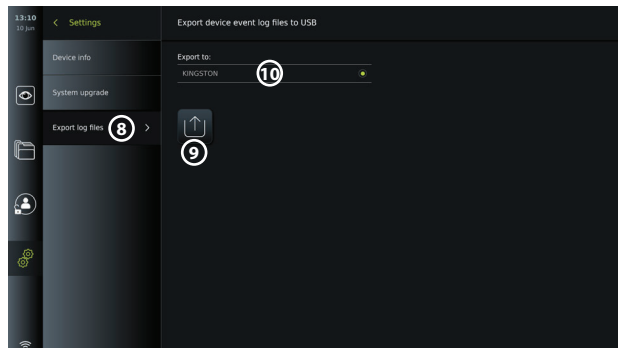 13:10
10 Jun
Settings
Export device event log files to USB
Device info
Export to:
KINGSTON
10
System upgrade
Export log files
8
9